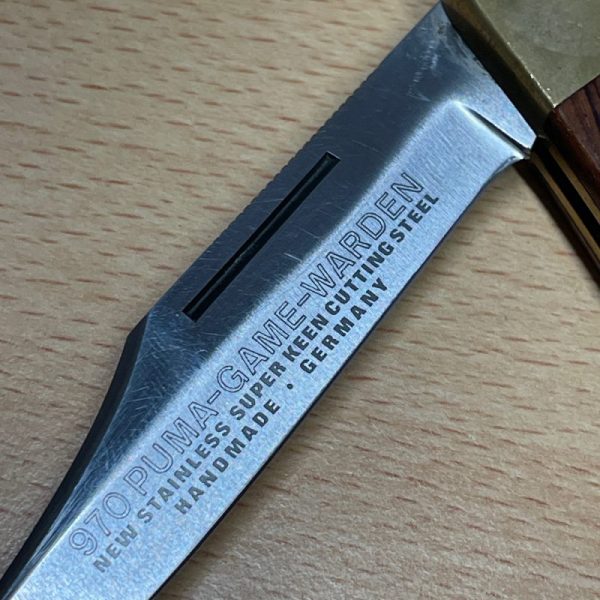 970 PUMA-GAME-WARDEN
NEW STAINLESS SUPER KEEN CUTTING STEEL
HANDMADE • GERMANY